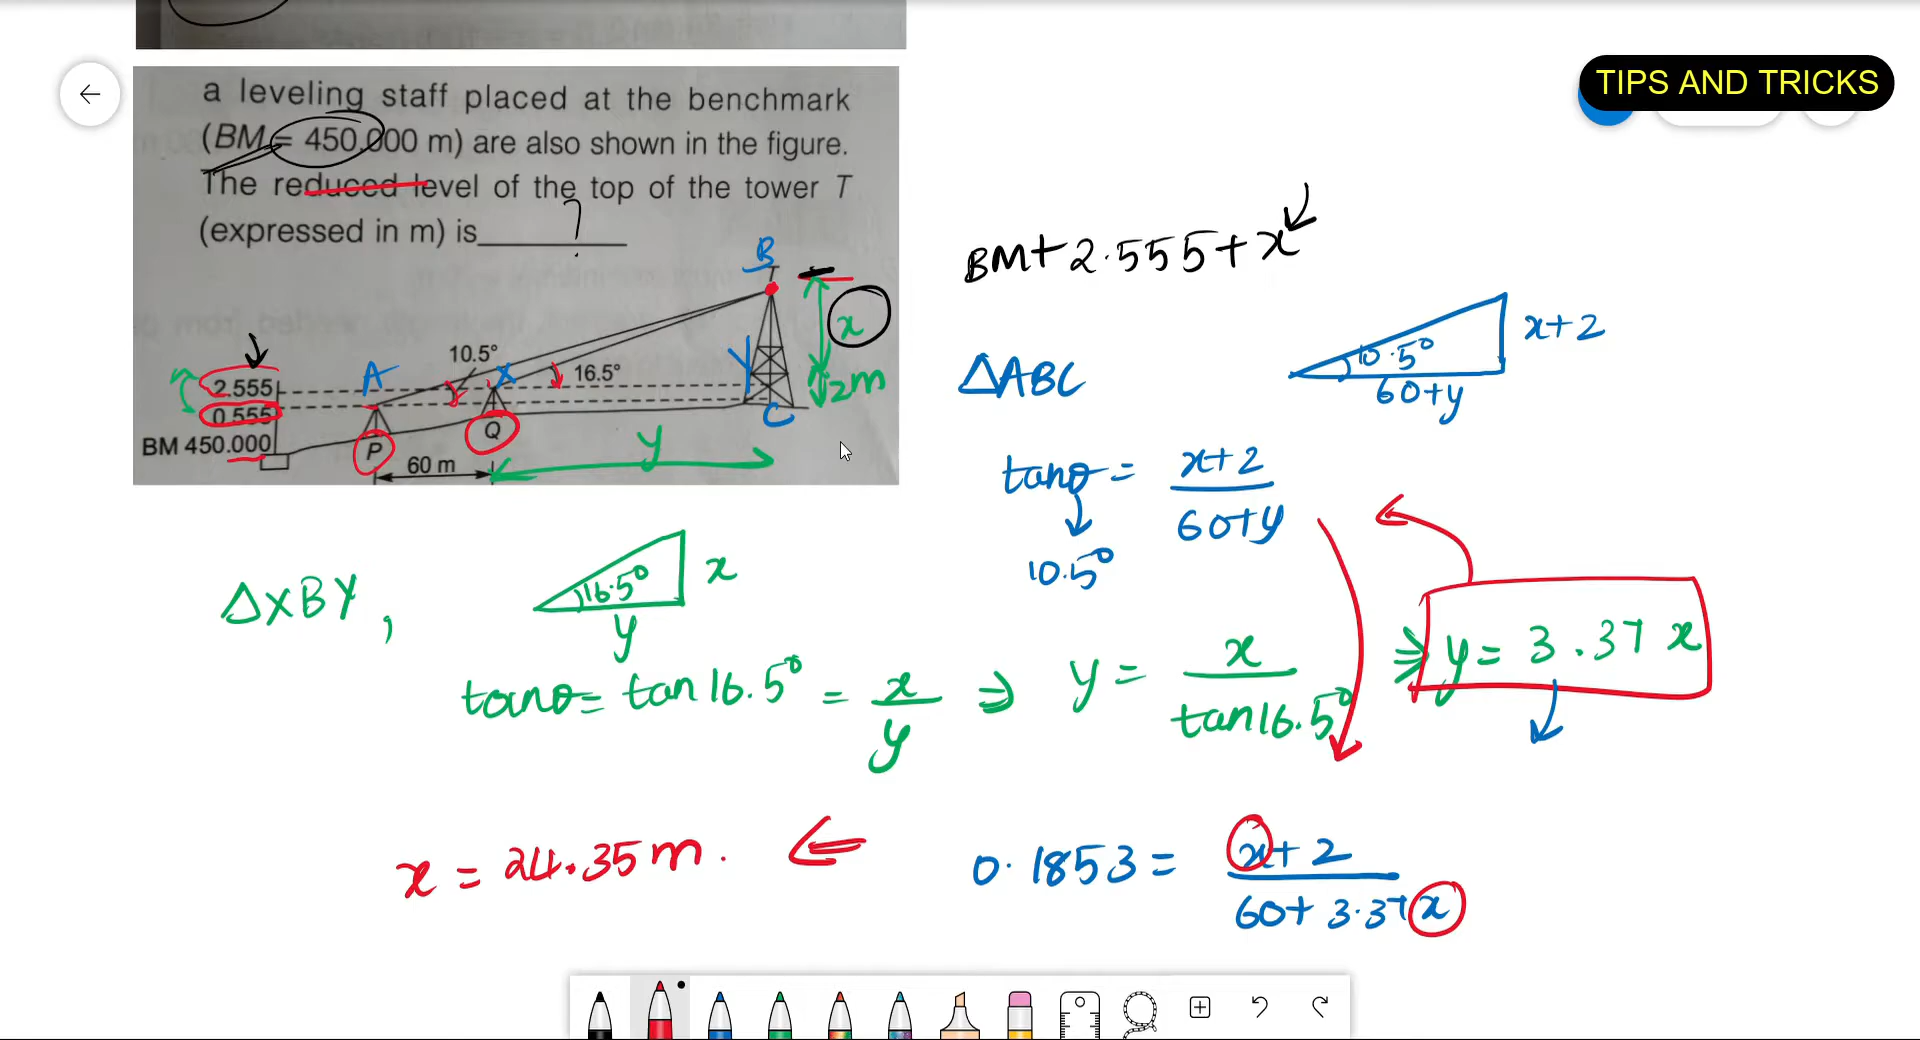 TIPS AND TRICKS
a leveling staff placed at the benchmark
(BM = 450.000 m) are also shown in the figure.
The reduced level of the top of the tower T
(expressed in m) is ?
BM+2.555+x
B
T
x
10.5°
16.5°
A
X
Y
2m
2.555
0.555
BM 450.000
P
Q
C
60 m
y
ΔABC
10.5°
x+2
60+y
tanθ = x+2 / 60+y
10.5°
ΔXBY,
16.5°
x
y
tanθ = tan 16.5° = x / y ⇒ y = x / tan 16.5° ⇒ y = 3.37 x
x = 24.35 m. ⇐ 0.1853 = x+2 / 60+3.37x